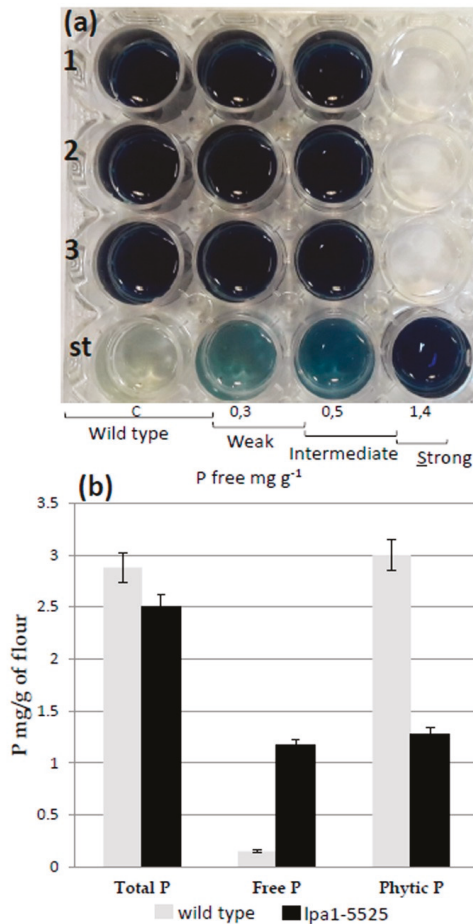 (a)
1
2
3
st
C 0,3 0,5 1,4
Wild type Weak Intermediate Strong
P free mg g⁻¹
(b)
P mg/g of flour
3.5
3
2.5
2
1.5
1
0.5
0
Total P Free P Phytic P
wild type lpa1-5525